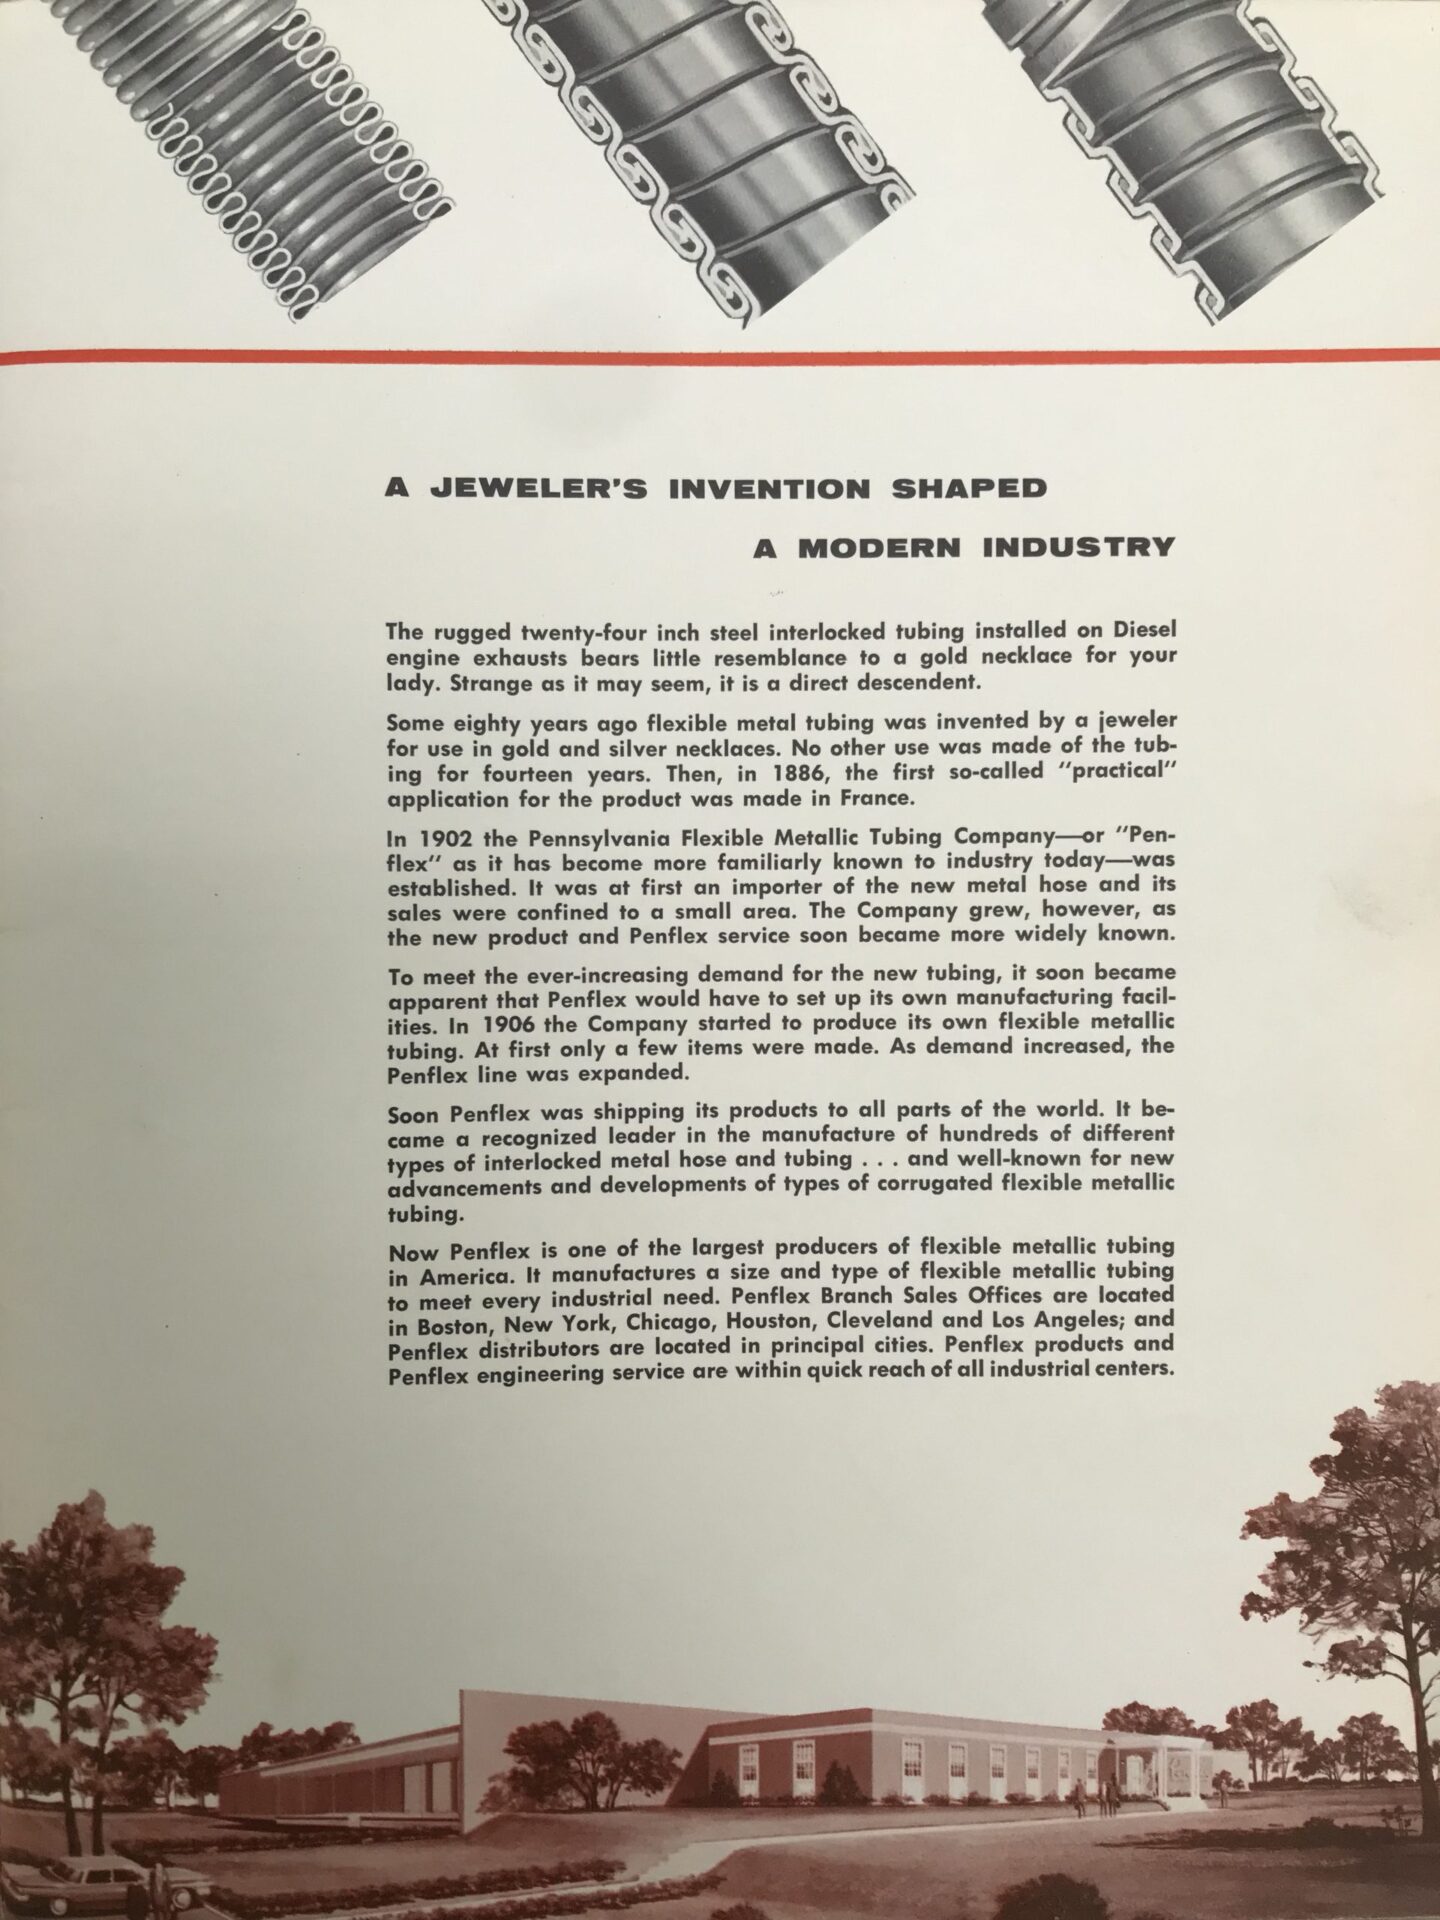 A JEWELER'S INVENTION SHAPED
A MODERN INDUSTRY
The rugged twenty-four inch steel interlocked tubing installed on Diesel
engine exhausts bears little resemblance to a gold necklace for your
lady. Strange as it may seem, it is a direct descendent.
Some eighty years ago flexible metal tubing was invented by a jeweler
for use in gold and silver necklaces. No other use was made of the tub-
ing for fourteen years. Then, in 1886, the first so-called "practical"
application for the product was made in France.
In 1902 the Pennsylvania Flexible Metallic Tubing Company—or "Pen-
flex" as it has become more familiarly known to industry today—was
established. It was at first an importer of the new metal hose and its
sales were confined to a small area. The Company grew, however, as
the new product and Penflex service soon became more widely known.
To meet the ever-increasing demand for the new tubing, it soon became
apparent that Penflex would have to set up its own manufacturing facil-
ities. In 1906 the Company started to produce its own flexible metallic
tubing. At first only a few items were made. As demand increased, the
Penflex line was expanded.
Soon Penflex was shipping its products to all parts of the world. It be-
came a recognized leader in the manufacture of hundreds of different
types of interlocked metal hose and tubing . . . and well-known for new
advancements and developments of types of corrugated flexible metallic
tubing.
Now Penflex is one of the largest producers of flexible metallic tubing
in America. It manufactures a size and type of flexible metallic tubing
to meet every industrial need. Penflex Branch Sales Offices are located
in Boston, New York, Chicago, Houston, Cleveland and Los Angeles; and
Penflex distributors are located in principal cities. Penflex products and
Penflex engineering service are within quick reach of all industrial centers.